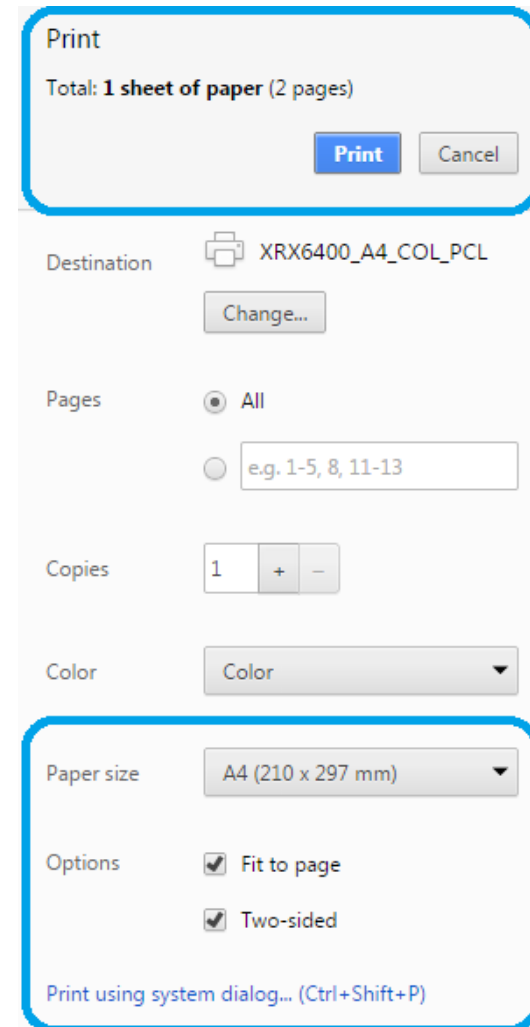 Print
Total: 1 sheet of paper (2 pages)
Print Cancel
Destination XRX6400_A4_COL_PCL
Change...
Pages All
e.g. 1-5, 8, 11-13
Copies 1 + −
Color Color
Paper size A4 (210 x 297 mm)
Options Fit to page
Two-sided
Print using system dialog... (Ctrl+Shift+P)